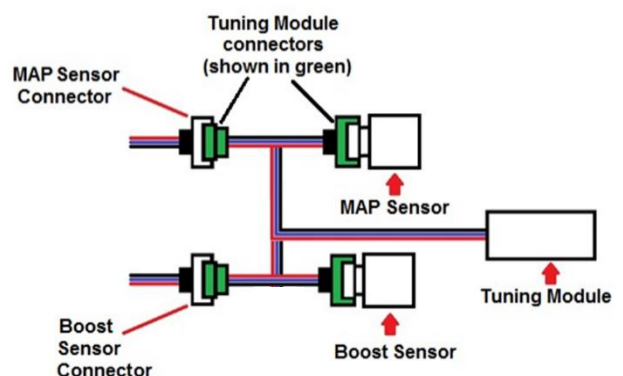 Tuning Module
connectors
(shown in green)
MAP Sensor
Connector
MAP Sensor
Tuning Module
Boost
Sensor
Connector
Boost Sensor